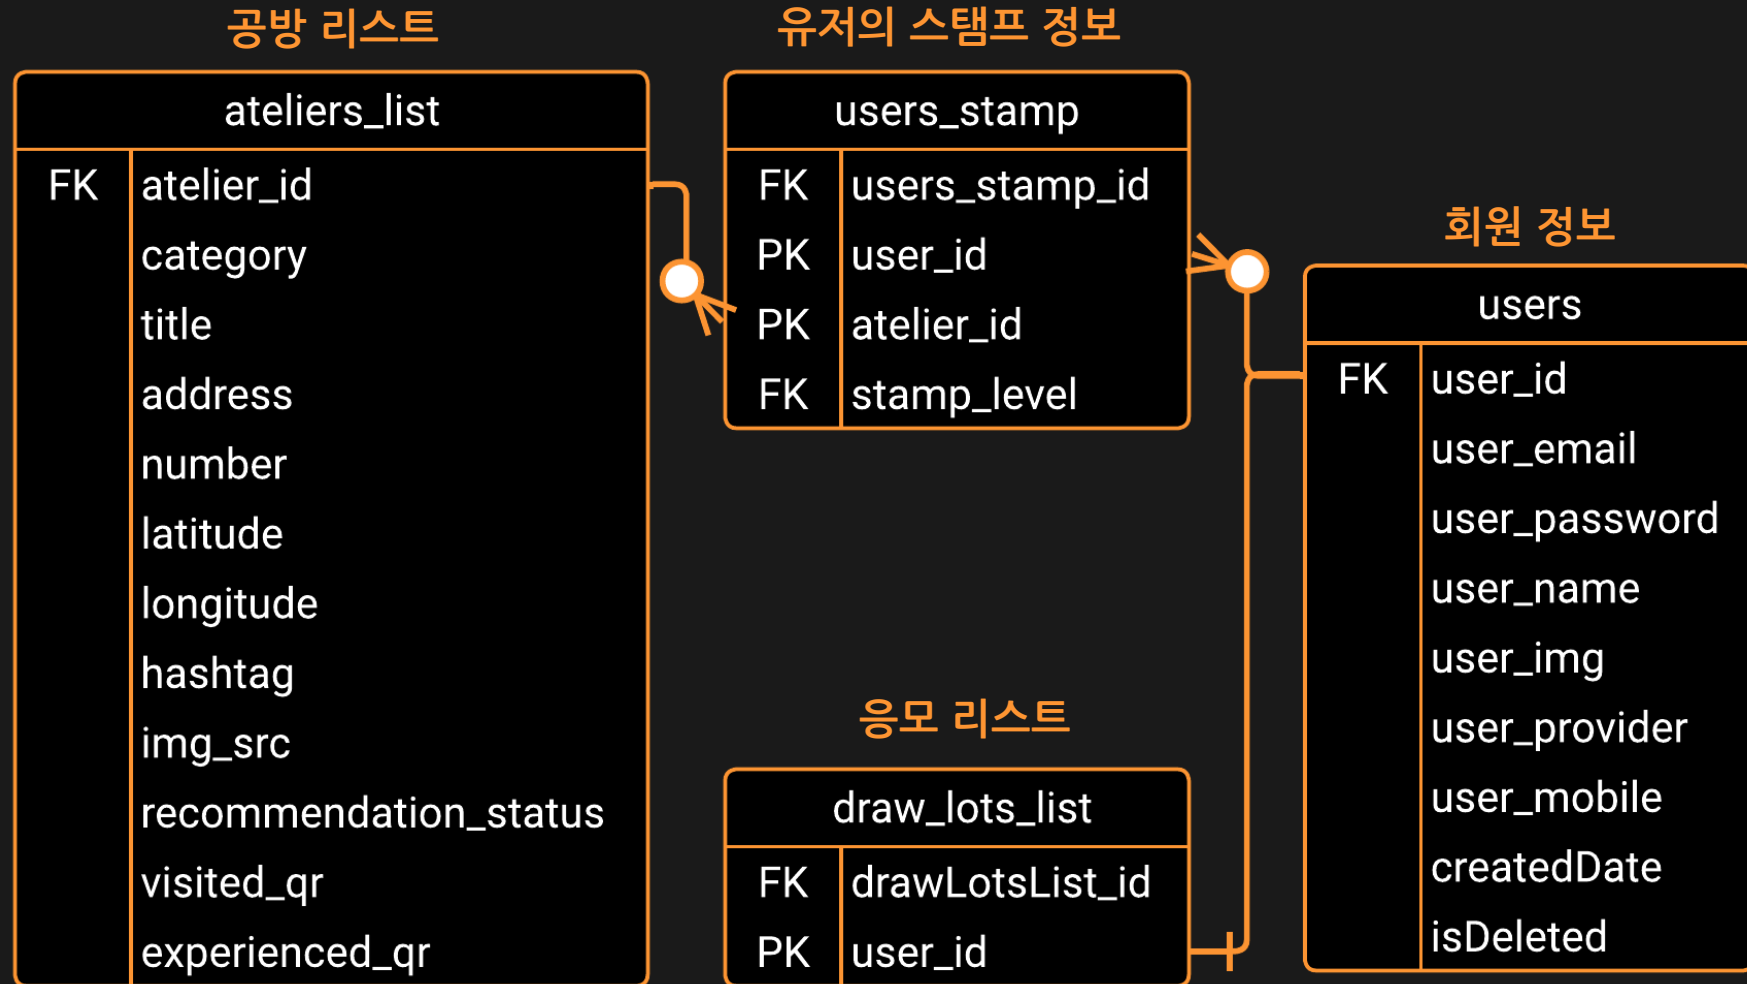 공방 리스트
ateliers_list
FK atelier_id
category
title
address
number
latitude
longitude
hashtag
img_src
recommendation_status
visited_qr
experienced_qr
유저의 스탬프 정보
users_stamp
FK users_stamp_id
PK user_id
PK atelier_id
FK stamp_level
응모 리스트
draw_lots_list
FK drawLotsList_id
PK user_id
회원 정보
users
FK user_id
user_email
user_password
user_name
user_img
user_provider
user_mobile
createdDate
isDeleted